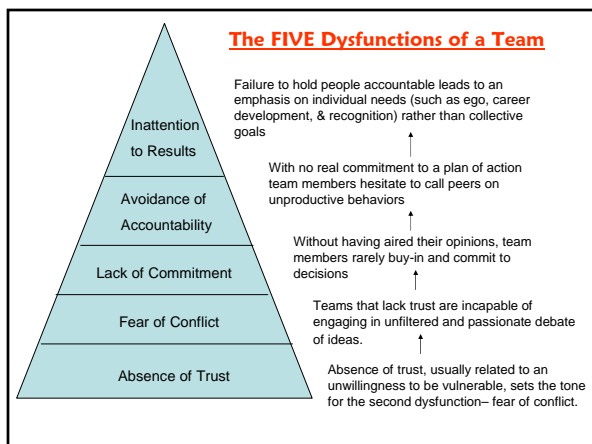 The FIVE Dysfunctions of a Team
Failure to hold people accountable leads to an
emphasis on individual needs (such as ego, career
development, & recognition) rather than collective
goals
Inattention
to Results
With no real commitment to a plan of action
team members hesitate to call peers on
unproductive behaviors
Avoidance of
Accountability
Without having aired their opinions, team
members rarely buy-in and commit to
decisions
Lack of Commitment
Teams that lack trust are incapable of
engaging in unfiltered and passionate debate
of ideas.
Fear of Conflict
Absence of trust, usually related to an
unwillingness to be vulnerable, sets the tone
for the second dysfunction– fear of conflict.
Absence of Trust